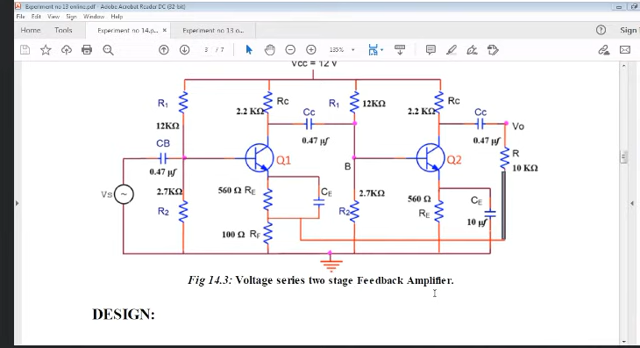 Experiment no 13 online.pdf - Adobe Acrobat Reader DC (32-bit)
File Edit View Sign Window Help
Home Tools Experiment no 14.p... Experiment no 13 o... Sign
3 / 7 135%
Vcc = 12 V
R1 Rc Cc R1 Rc Cc
2.2 KΩ 12KΩ 2.2 KΩ
12KΩ 0.47 µf 0.47 µf Vo
CB Q1 B Q2 R
0.47 µf 10 KΩ
Vs 2.7KΩ 560 Ω RE CE 2.7KΩ 560 Ω CE
R2 R2 RE 10 µf
100 Ω RF
Fig 14.3: Voltage series two stage Feedback Amplifier.
DESIGN: